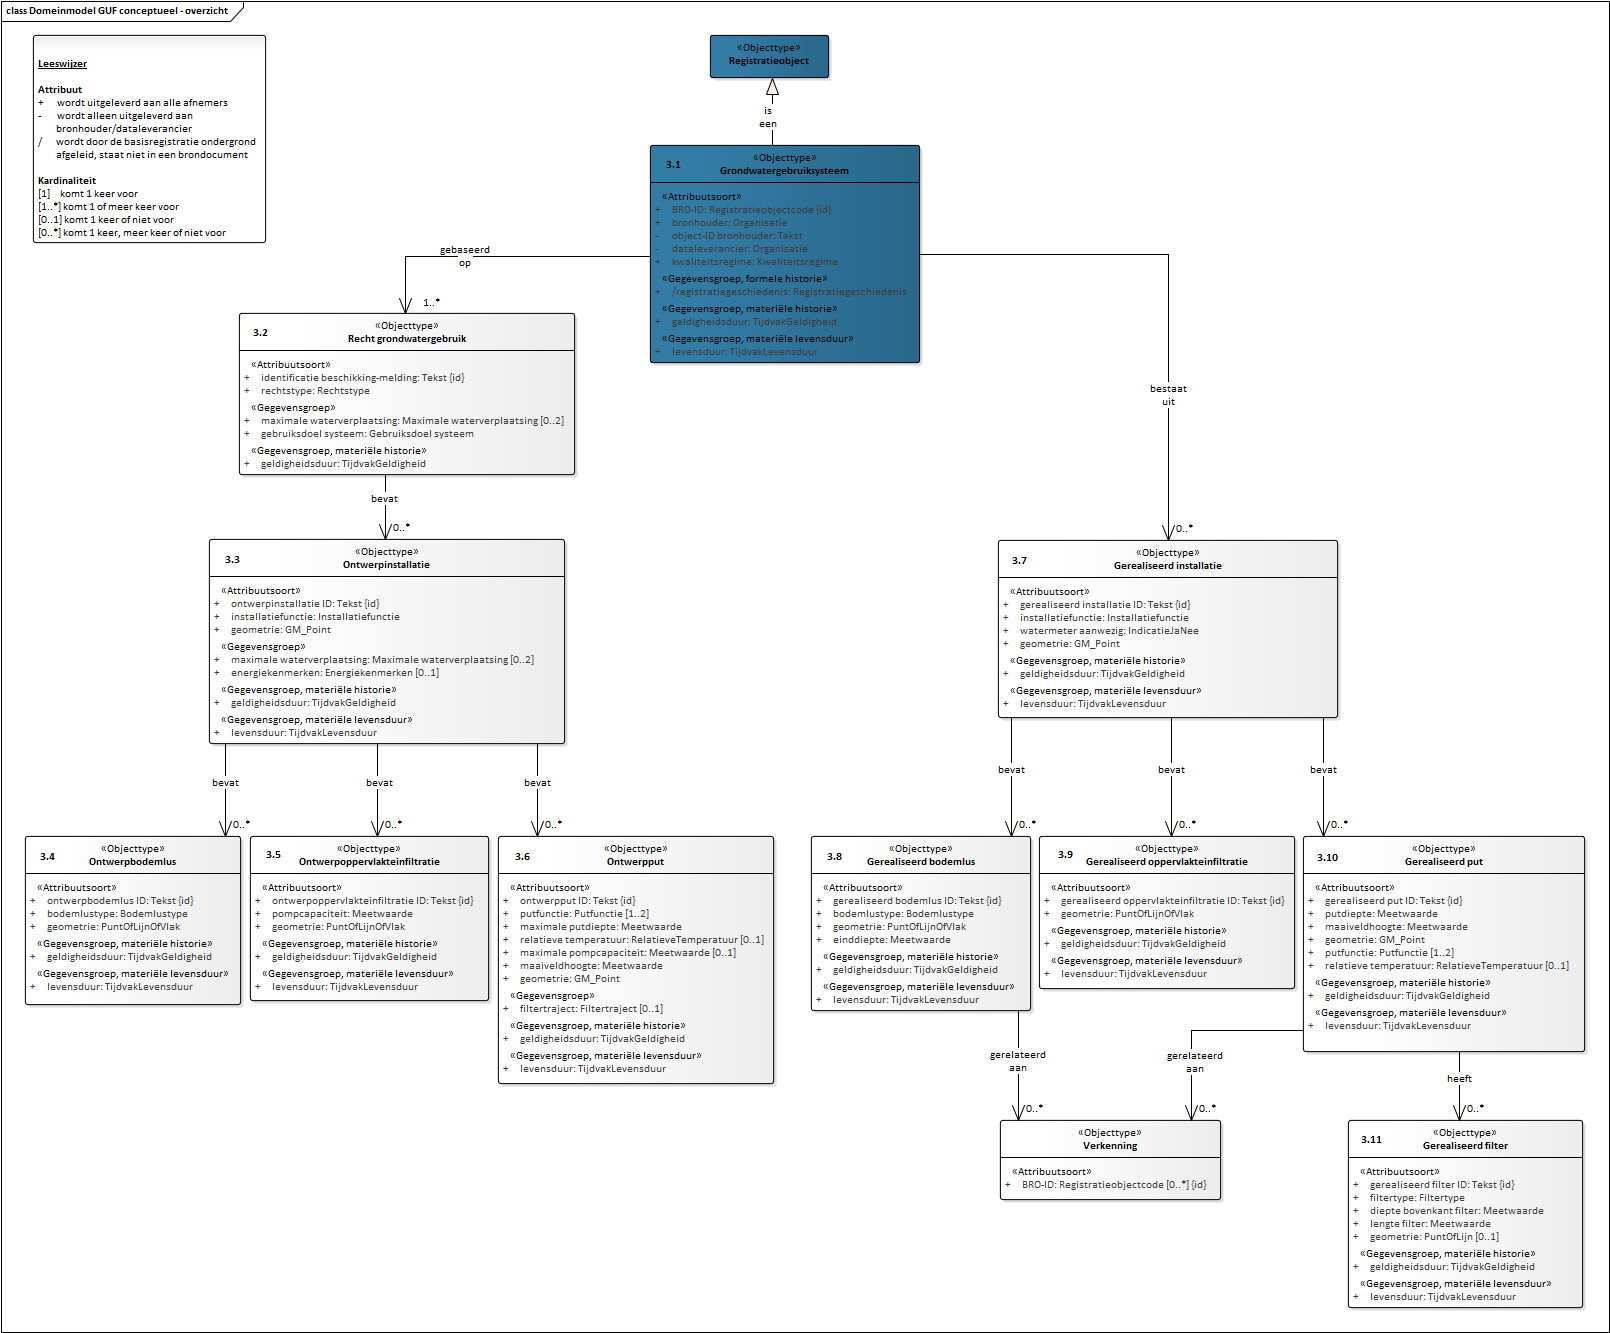 class Domeinmodel GUF conceptueel - overzicht
Leeswijzer
Attribuut
+ wordt uitgeleverd aan alle afnemers
- wordt alleen uitgeleverd aan
bronhouder/dataleverancier
/ wordt door de basisregistratie ondergrond
afgeleid, staat niet in een brondocument
Kardinaliteit
[1] komt 1 keer voor
[1..*] komt 1 of meer keer voor
[0..1] komt 1 keer of niet voor
[0..*] komt 1 keer, meer keer of niet voor
«Objecttype»
Registratieobject
is
een
3.1
«Objecttype»
Grondwatergebruiksysteem
«Attribuutsoort»
+ BRO-ID: Registratieobjectcode {id}
+ bronhouder: Organisatie
- object-ID bronhouder: Tekst
- dataleverancier: Organisatie
+ kwaliteitsregime: Kwaliteitsregime
«Gegevensgroep, formele historie»
+ /registratiegeschiedenis: Registratiegeschiedenis
«Gegevensgroep, materiële historie»
+ geldigheidsduur: TijdvakGeldigheid
«Gegevensgroep, materiële levensduur»
+ levensduur: TijdvakLevensduur
gebaseerd
op
1..*
3.2
«Objecttype»
Recht grondwatergebruik
«Attribuutsoort»
+ identificatie beschikking-melding: Tekst {id}
+ rechtstype: Rechtstype
«Gegevensgroep»
+ maximale waterverplaatsing: Maximale waterverplaatsing [0..2]
+ gebruiksdoel systeem: Gebruiksdoel systeem
«Gegevensgroep, materiële historie»
+ geldigheidsduur: TijdvakGeldigheid
bestaat
uit
0..*
bevat
0..*
3.3
«Objecttype»
Ontwerpinstallatie
«Attribuutsoort»
+ ontwerpinstallatie ID: Tekst {id}
+ installatiefunctie: Installatiefunctie
+ geometrie: GM_Point
«Gegevensgroep»
+ maximale waterverplaatsing: Maximale waterverplaatsing [0..2]
+ energiekenmerken: Energiekenmerken [0..1]
«Gegevensgroep, materiële historie»
+ geldigheidsduur: TijdvakGeldigheid
«Gegevensgroep, materiële levensduur»
+ levensduur: TijdvakLevensduur
3.7
«Objecttype»
Gerealiseerd installatie
«Attribuutsoort»
+ gerealiseerd installatie ID: Tekst {id}
+ installatiefunctie: Installatiefunctie
+ watermeter aanwezig: IndicatieJaNee
+ geometrie: GM_Point
«Gegevensgroep, materiële historie»
+ geldigheidsduur: TijdvakGeldigheid
«Gegevensgroep, materiële levensduur»
+ levensduur: TijdvakLevensduur
bevat
0..*
bevat
0..*
bevat
0..*
bevat
0..*
bevat
0..*
bevat
0..*
3.4
«Objecttype»
Ontwerpbodemlus
«Attribuutsoort»
+ ontwerpbodemlus ID: Tekst {id}
+ bodemlustype: Bodemlustype
+ geometrie: PuntOfLijnOfVlak
«Gegevensgroep, materiële historie»
+ geldigheidsduur: TijdvakGeldigheid
«Gegevensgroep, materiële levensduur»
+ levensduur: TijdvakLevensduur
3.5
«Objecttype»
Ontwerpoppervlakteinfiltratie
«Attribuutsoort»
+ ontwerpoppervlakteinfiltratie ID: Tekst {id}
+ pompcapaciteit: Meetwaarde
+ geometrie: PuntOfLijnOfVlak
«Gegevensgroep, materiële historie»
+ geldigheidsduur: TijdvakGeldigheid
«Gegevensgroep, materiële levensduur»
+ levensduur: TijdvakLevensduur
3.6
«Objecttype»
Ontwerpput
«Attribuutsoort»
+ ontwerpput ID: Tekst {id}
+ putfunctie: Putfunctie [1..2]
+ maximale putdiepte: Meetwaarde
+ relatieve temperatuur: RelatieveTemperatuur [0..1]
+ maximale pompcapaciteit: Meetwaarde [0..1]
+ maaiveldhoogte: Meetwaarde
+ geometrie: GM_Point
«Gegevensgroep»
+ filtertraject: Filtertraject [0..1]
«Gegevensgroep, materiële historie»
+ geldigheidsduur: TijdvakGeldigheid
«Gegevensgroep, materiële levensduur»
+ levensduur: TijdvakLevensduur
3.8
«Objecttype»
Gerealiseerd bodemlus
«Attribuutsoort»
+ gerealiseerd bodemlus ID: Tekst {id}
+ bodemlustype: Bodemlustype
+ geometrie: PuntOfLijnOfVlak
+ einddiepte: Meetwaarde
«Gegevensgroep, materiële historie»
+ geldigheidsduur: TijdvakGeldigheid
«Gegevensgroep, materiële levensduur»
+ levensduur: TijdvakLevensduur
3.9
«Objecttype»
Gerealiseerd oppervlakteinfiltratie
«Attribuutsoort»
+ gerealiseerd oppervlakteinfiltratie ID: Tekst {id}
+ geometrie: PuntOfLijnOfVlak
«Gegevensgroep, materiële historie»
+ geldigheidsduur: TijdvakGeldigheid
«Gegevensgroep, materiële levensduur»
+ levensduur: TijdvakLevensduur
3.10
«Objecttype»
Gerealiseerd put
«Attribuutsoort»
+ gerealiseerd put ID: Tekst {id}
+ putdiepte: Meetwaarde
+ maaiveldhoogte: Meetwaarde
+ geometrie: GM_Point
+ putfunctie: Putfunctie [1..2]
+ relatieve temperatuur: RelatieveTemperatuur [0..1]
«Gegevensgroep, materiële historie»
+ geldigheidsduur: TijdvakGeldigheid
«Gegevensgroep, materiële levensduur»
+ levensduur: TijdvakLevensduur
gerelateerd
aan
0..*
gerelateerd
aan
0..*
heeft
0..*
«Objecttype»
Verkenning
«Attribuutsoort»
+ BRO-ID: Registratieobjectcode [0..*] {id}
3.11
«Objecttype»
Gerealiseerd filter
«Attribuutsoort»
+ gerealiseerd filter ID: Tekst {id}
+ filtertype: Filtertype
+ diepte bovenkant filter: Meetwaarde
+ lengte filter: Meetwaarde
+ geometrie: PuntOfLijn [0..1]
«Gegevensgroep, materiële historie»
+ geldigheidsduur: TijdvakGeldigheid
«Gegevensgroep, materiële levensduur»
+ levensduur: TijdvakLevensduur